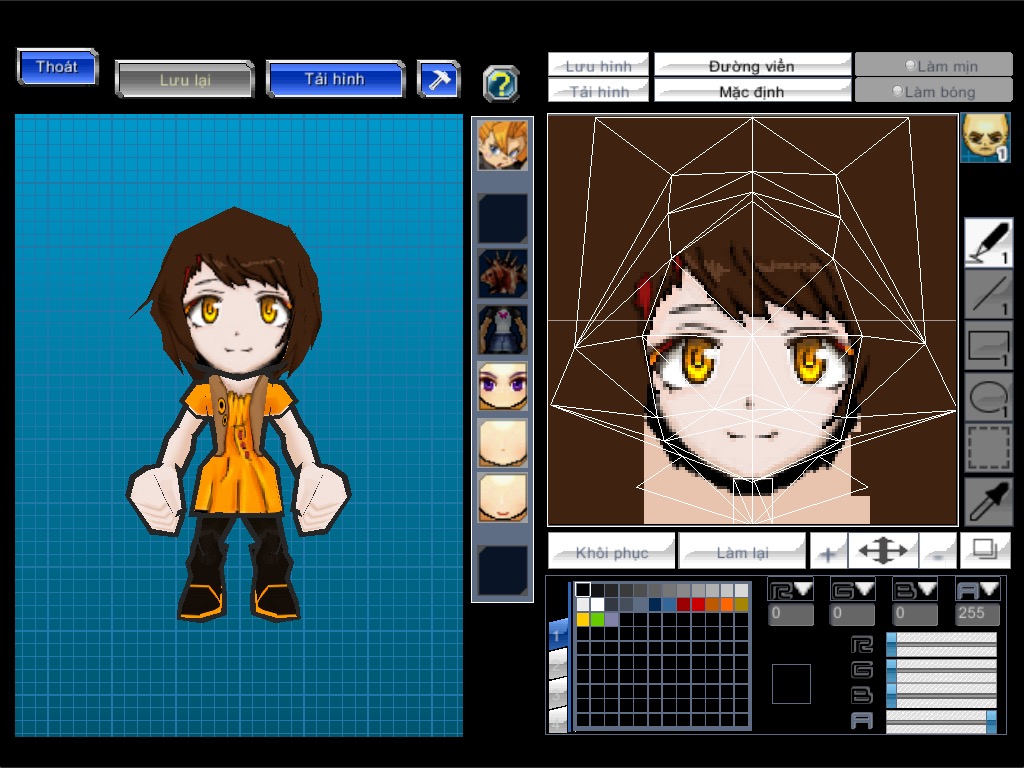 Thoát
Lưu lại
Tải hình
?
Lưu hình
Đường viền
Làm mịn
Tải hình
Mặc định
Làm bóng
1
1
1
1
1
Khôi phục
Làm lại
+
-
R G B A
0 0 0 255
1
R
G
B
A